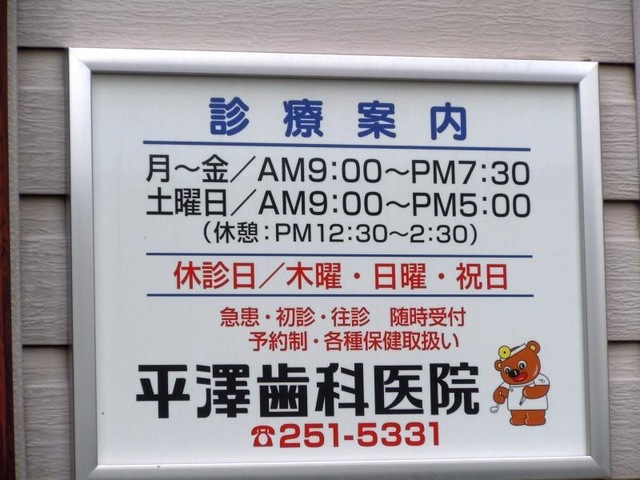 診療案内
月～金／AM9:00～PM7:30
土曜日／AM9:00～PM5:00
（休憩：PM12:30～2:30）
休診日／木曜・日曜・祝日
急患・初診・往診　随時受付
予約制・各種保健取扱い
平澤歯科医院
☎251-5331